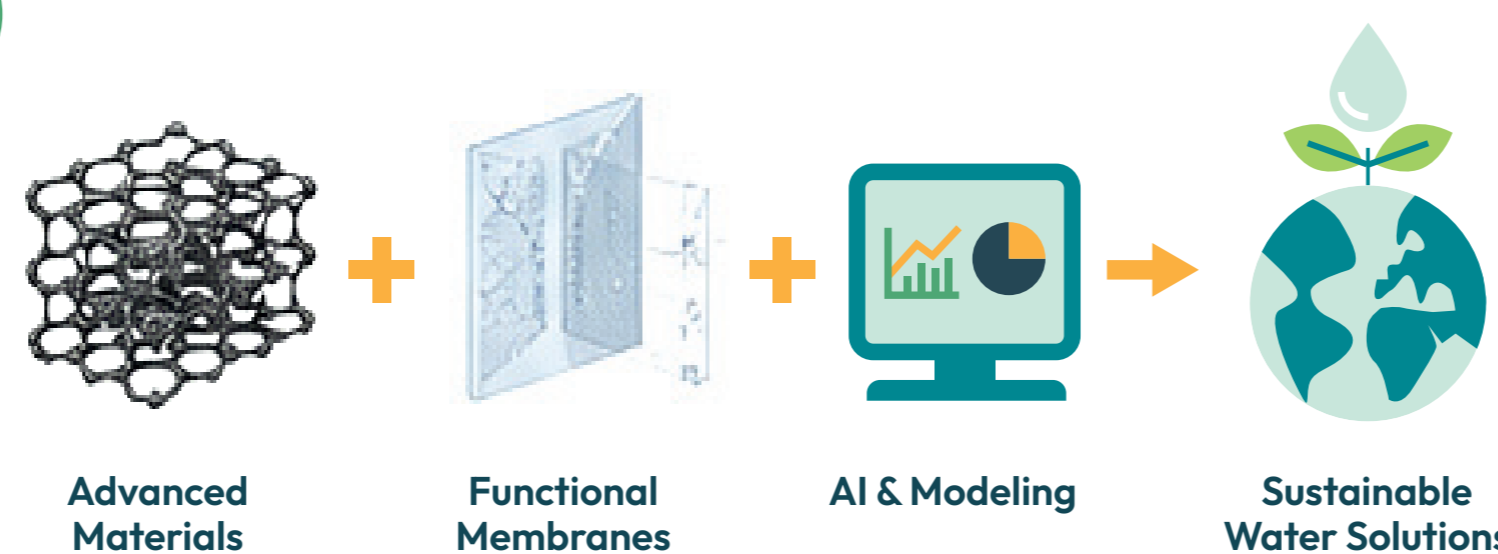 Advanced
Materials
Functional
Membranes
AI & Modeling
Sustainable
Water Solutions